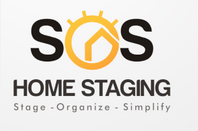 SOS
HOME STAGING
Stage - Organize - Simplify